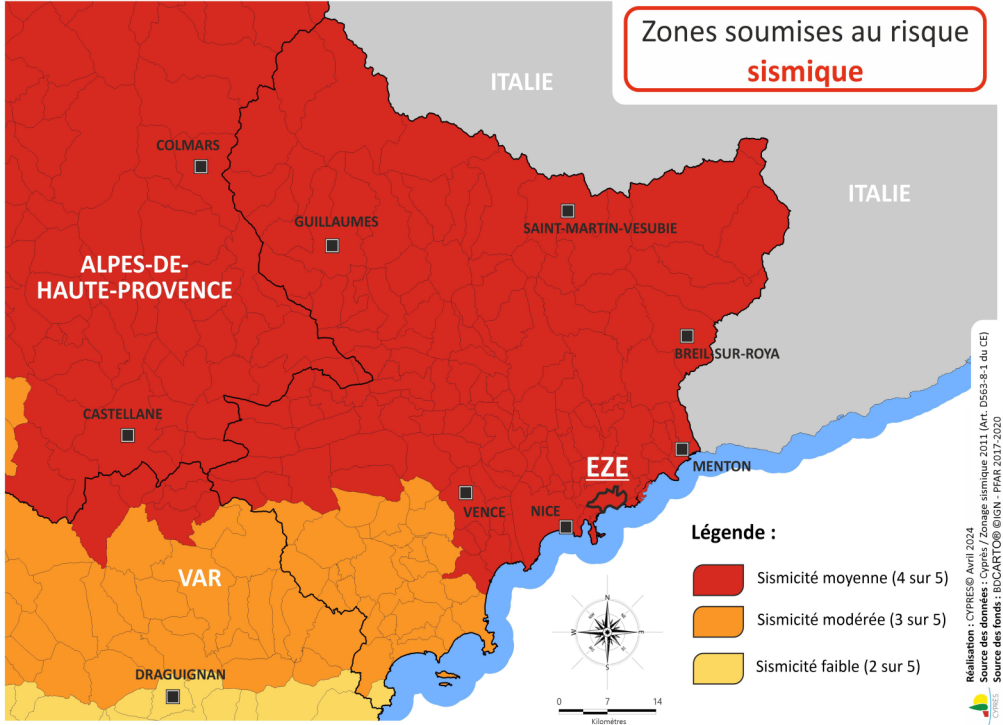 Zones soumises au risque
sismique
ITALIE
ITALIE
COLMARS
GUILLAUMES
SAINT-MARTIN-VESUBIE
ALPES-DE-
HAUTE-PROVENCE
BREIL-SUR-ROYA
CASTELLANE
EZE
MENTON
VENCE
NICE
VAR
DRAGUIGNAN
Légende :
Sismicité moyenne (4 sur 5)
Sismicité modérée (3 sur 5)
Sismicité faible (2 sur 5)
N
W
E
S
0 7 14
Kilomètres
Réalisation : CYPRES© Avril 2024
Source des données : Cyprès / Zonage sismique 2011 (Art. D563-8-1 du CE)
Source des fonds : BDCARTO® ©IGN - PFAR 2017-2020
CYPRES